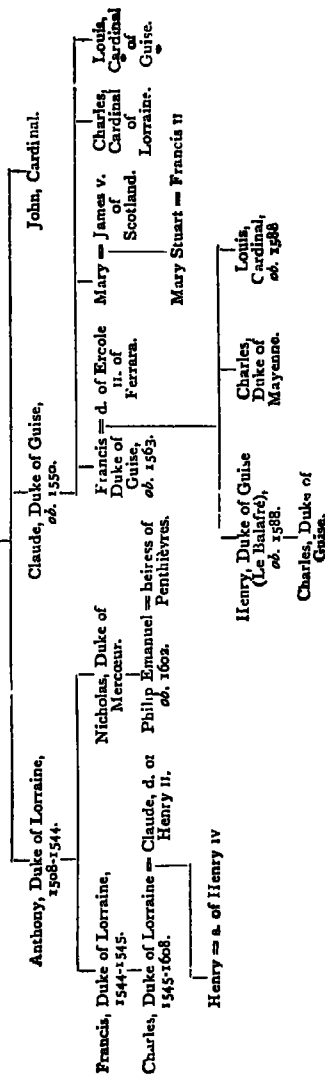 Anthony, Duke of Lorraine,
1508-1544.
Claude, Duke of Guise,
ob. 1550.
John, Cardinal.
Francis, Duke of Lorraine,
1544-1545.
Nicholas, Duke of
Mercœur.
Francis = d. of Ercole
Duke of II. of
Guise, Ferrara.
ob. 1563.
Mary = James V.
of
Scotland.
Charles,
Cardinal
of
Lorraine.
Louis,
Cardinal
of
Guise.
Charles, Duke of Lorraine = Claude, d. of
1545-1608. Henry II.
Philip Emanuel = heiress of
ob. 1602. Penthièvres.
Mary Stuart = Francis II
Henry = s. of Henry IV
Henry, Duke of Guise
(Le Balafré),
ob. 1588.
Charles,
Duke of
Mayenne.
Louis,
Cardinal,
ob. 1588
Charles, Duke of
Guise.